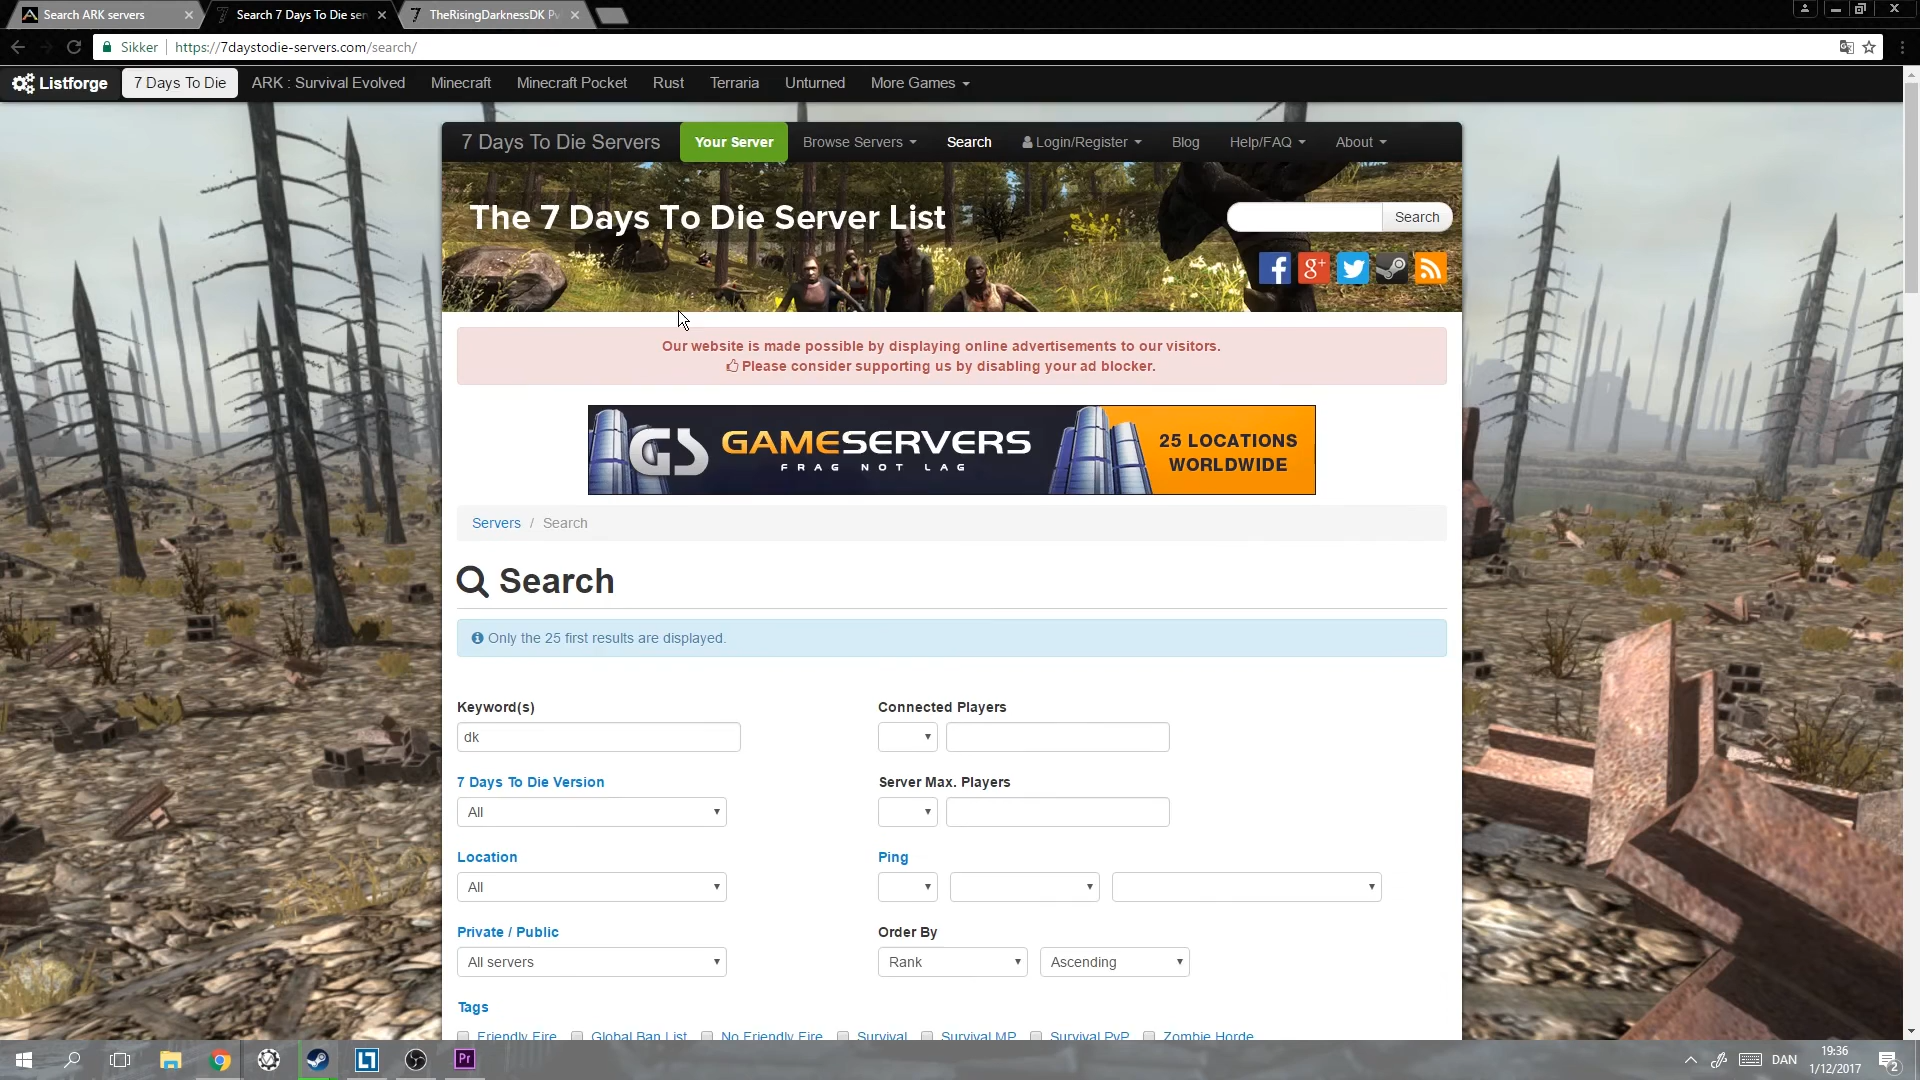 Search ARK servers
Search 7 Days To Die ser
TheRisingDarknessDK Pv
Sikker
https://7daystodie-servers.com/search/
Listforge
7 Days To Die
ARK : Survival Evolved
Minecraft
Minecraft Pocket
Rust
Terraria
Unturned
More Games
7 Days To Die Servers
Your Server
Browse Servers
Search
Login/Register
Blog
Help/FAQ
About
The 7 Days To Die Server List
Search
Our website is made possible by displaying online advertisements to our visitors.
Please consider supporting us by disabling your ad blocker.
GS GAMESERVERS
FRAG NOT LAG
25 LOCATIONS
WORLDWIDE
Servers / Search
Search
Only the 25 first results are displayed.
Keyword(s)
Connected Players
dk
7 Days To Die Version
Server Max. Players
All
Location
Ping
All
Private / Public
Order By
All servers
Rank
Ascending
Tags
Friendly Fire
Global Ban List
No Friendly Fire
Survival
Survival MP
Survival PvP
Zombie Horde
Pr
DAN
19:36
1/12/2017
2